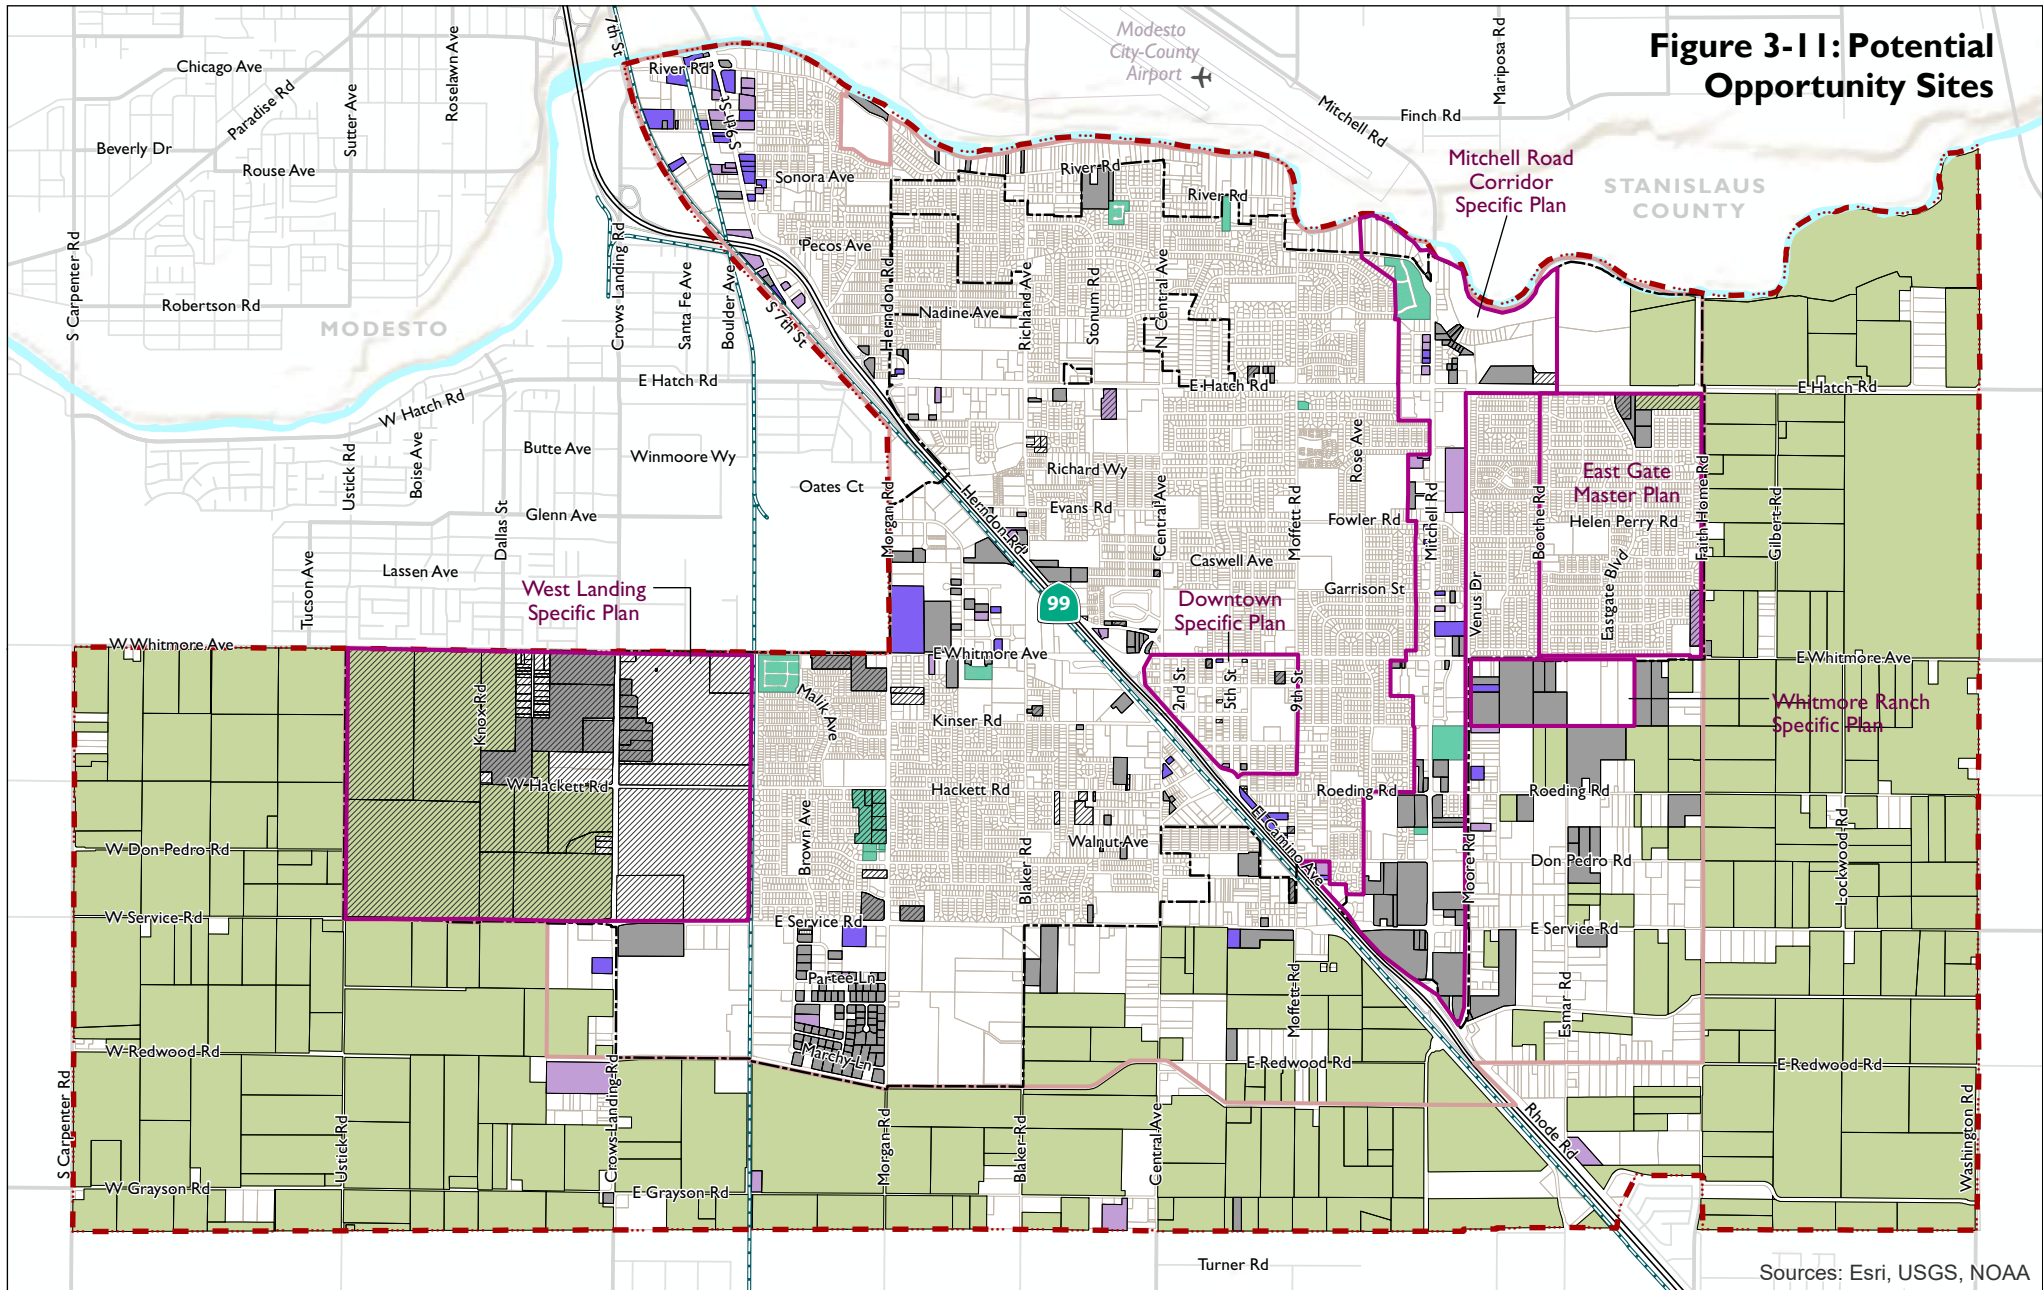 Figure 3-11: Potential
Opportunity Sites
Modesto
City-County
Airport
Mariposa Rd
Mitchell Rd
Finch Rd
STANISLAUS
COUNTY
Mitchell Road
Corridor
Specific Plan
Chicago Ave
Paradise Rd
Sutter Ave
Roselawn Ave
Beverly Dr
Rouse Ave
S Carpenter Rd
Robertson Rd
MODESTO
7th St
River Rd
S 9th St
Sonora Ave
Pecos Ave
Crows Landing Rd
Santa Fe Ave
Boulder Ave
S 7th St
Herndon Rd
Nadine Ave
Richland Ave
Stonum Rd
N Central Ave
River Rd
River Rd
E Hatch Rd
E Hatch Rd
E Hatch Rd
W Hatch Rd
Ustick Rd
Boise Ave
Butte Ave
Winmoore Wy
Oates Ct
Glenn Ave
Dallas St
Tucson Ave
Lassen Ave
Morgan Rd
Herndon Rd
Richard Wy
Evans Rd
Central Ave
Caswell Ave
Moffett Rd
Rose Ave
Fowler Rd
Garrison St
Mitchell Rd
Venus Dr
Boothe Rd
East Gate
Master Plan
Helen Perry Rd
Eastgate Blvd
Faith Home Rd
Gilbert Rd
West Landing
Specific Plan
99
Downtown
Specific Plan
W Whitmore Ave
E Whitmore Ave
E Whitmore Ave
Whitmore Ranch
Specific Plan
Knox Rd
Malik Ave
Kinser Rd
2nd St
5th St
9th St
W Hackett Rd
Hackett Rd
Roeding Rd
Roeding Rd
El Camino Ave
W Don Pedro Rd
Brown Ave
Blaker Rd
Walnut Ave
Don Pedro Rd
Moore Rd
Lockwood Rd
W Service Rd
E Service Rd
E Service Rd
Partee Ln
Marchy Ln
Moffett Rd
Esmar Rd
W Redwood Rd
E Redwood Rd
E Redwood Rd
S Carpenter Rd
Ustick Rd
Crows Landing Rd
Morgan Rd
Blaker Rd
Central Ave
Rhode Rd
Washington Rd
W Grayson Rd
E Grayson Rd
Turner Rd
Sources: Esri, USGS, NOAA